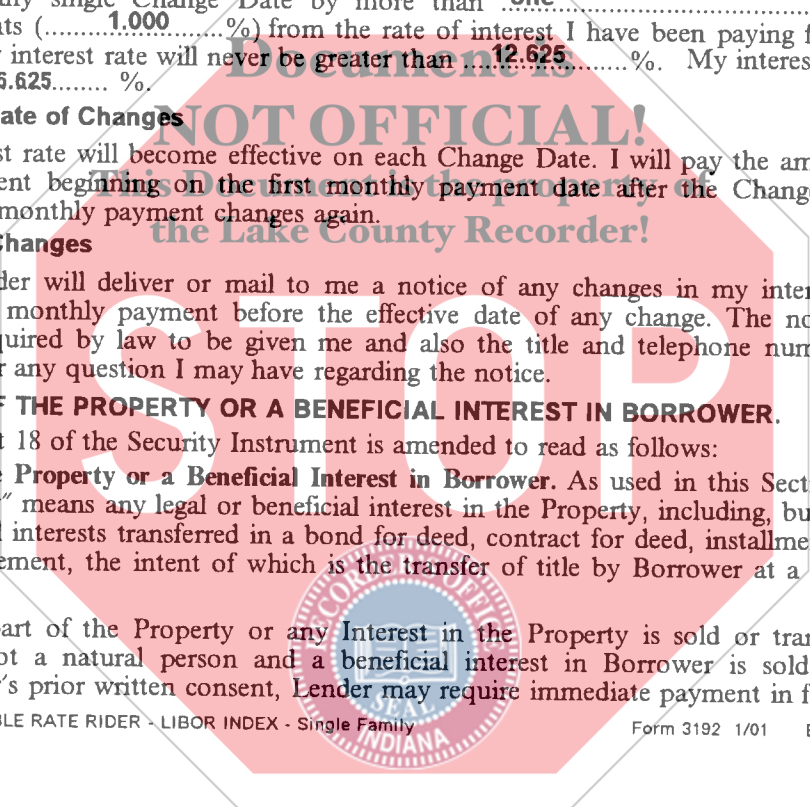 ny single Change Date by more than ........one........
ts (.........1.000.......%) from the rate of interest I have been paying f
interest rate will never be greater than ....12.625.......%. My interes
5.625........ %.
Document is
NOT OFFICIAL!
This Document is the property of
the Lake County Recorder!
ate of Changes
st rate will become effective on each Change Date. I will pay the am
ent beginning on the first monthly payment date after the Change
monthly payment changes again.
Changes
der will deliver or mail to me a notice of any changes in my inter
monthly payment before the effective date of any change. The no
quired by law to be given me and also the title and telephone num
r any question I may have regarding the notice.
STOP
F THE PROPERTY OR A BENEFICIAL INTEREST IN BORROWER.
t 18 of the Security Instrument is amended to read as follows:
e Property or a Beneficial Interest in Borrower. As used in this Sect
" means any legal or beneficial interest in the Property, including, bu
l interests transferred in a bond for deed, contract for deed, installme
ement, the intent of which is the transfer of title by Borrower at a
art of the Property or any Interest in the Property is sold or tran
ot a natural person and a beneficial interest in Borrower is sold
's prior written consent, Lender may require immediate payment in f
RECORDER'S OFFICE
SEAL
INDIANA
BLE RATE RIDER - LIBOR INDEX - Single Family
Form 3192 1/01